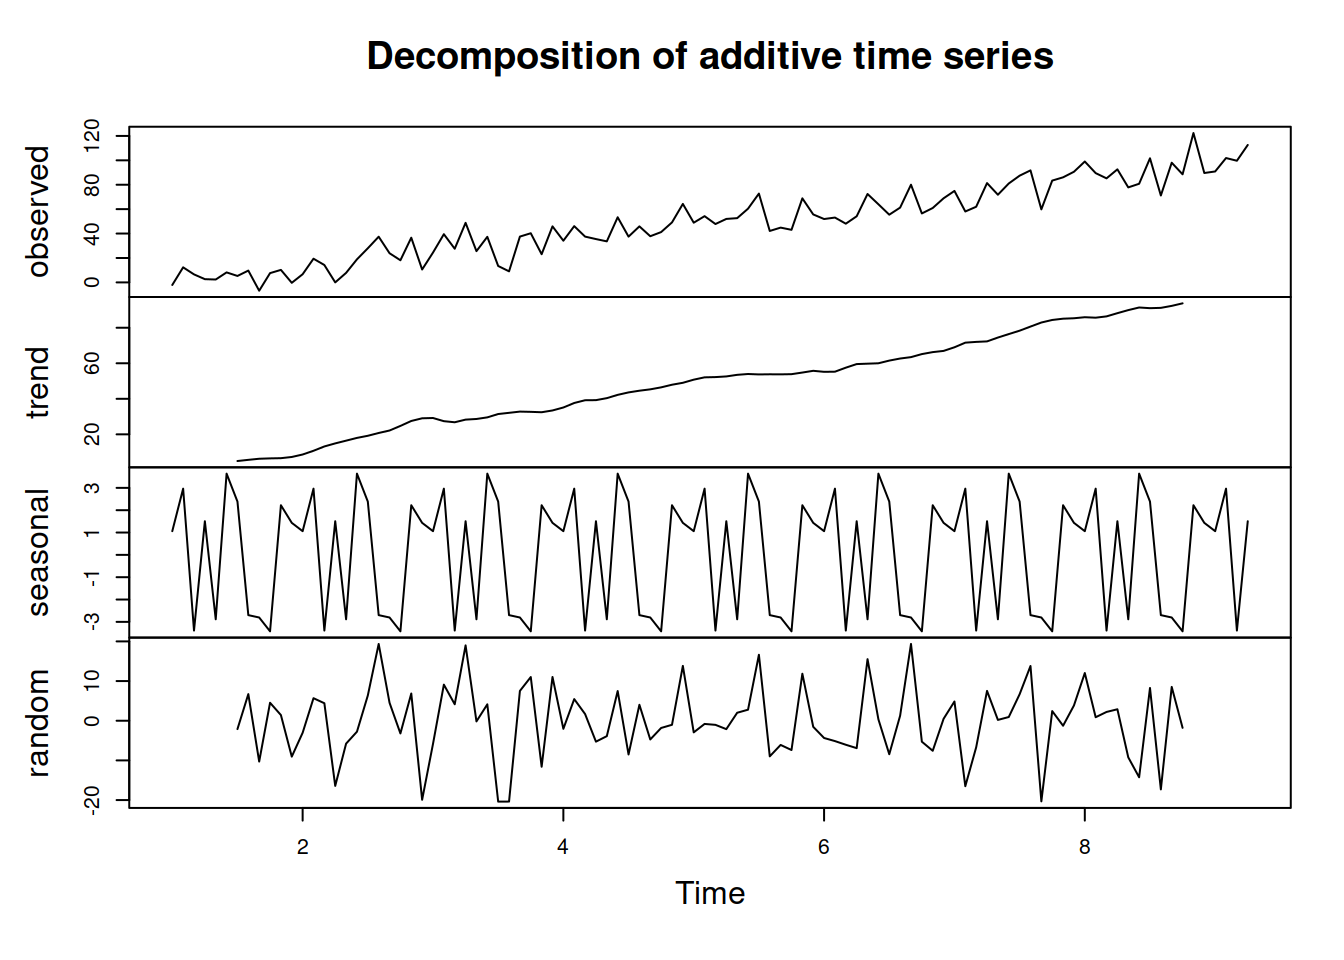 Decomposition of additive time series
observed
0 40 80 120
trend
20 60
seasonal
-3 -1 1 3
random
-20 0 10
2 4 6 8
Time